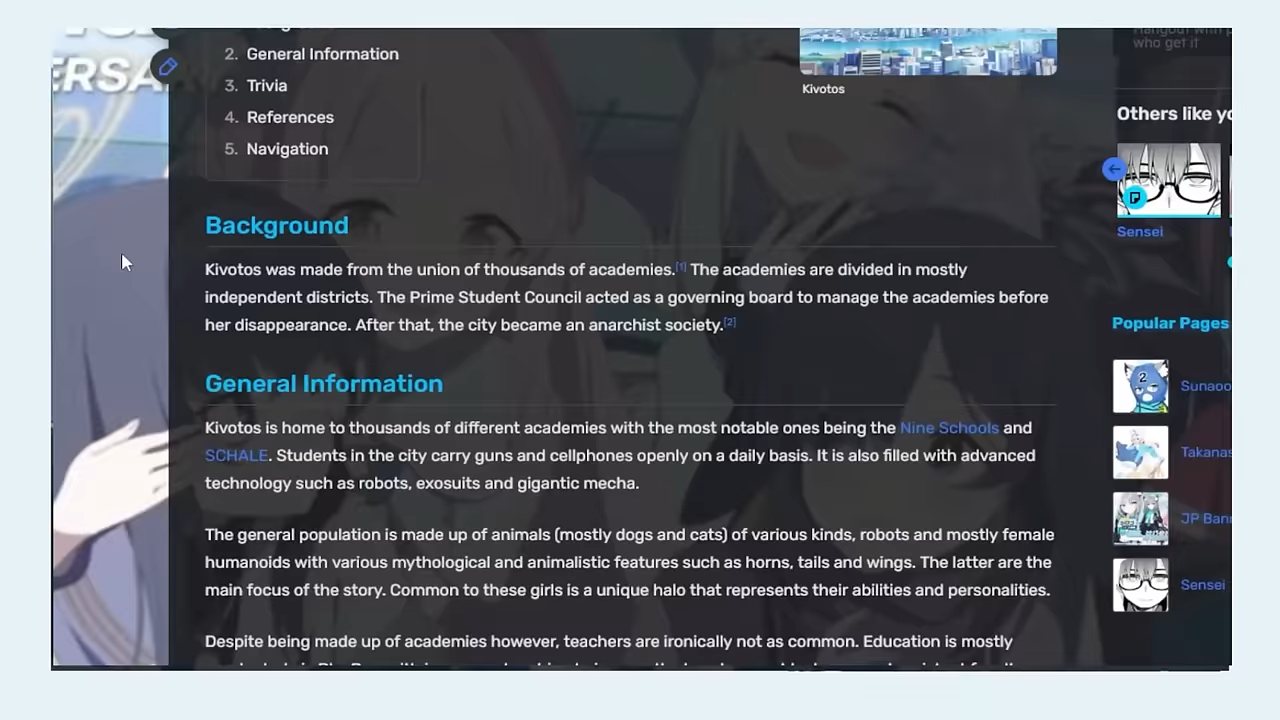 ERSA
2. General Information
3. Trivia
4. References
5. Navigation
Kivotos
Hangout with p
who get it
Others like yo
Sensei
Background
Kivotos was made from the union of thousands of academies.[1] The academies are divided in mostly
independent districts. The Prime Student Council acted as a governing board to manage the academies before
her disappearance. After that, the city became an anarchist society.[2]
General Information
Kivotos is home to thousands of different academies with the most notable ones being the Nine Schools and
SCHALE. Students in the city carry guns and cellphones openly on a daily basis. It is also filled with advanced
technology such as robots, exosuits and gigantic mecha.
The general population is made up of animals (mostly dogs and cats) of various kinds, robots and mostly female
humanoids with various mythological and animalistic features such as horns, tails and wings. The latter are the
main focus of the story. Common to these girls is a unique halo that represents their abilities and personalities.
Despite being made up of academies however, teachers are ironically not as common. Education is mostly
Popular Pages
2
Sunaoo
Takanas
JP Ban
Sensei